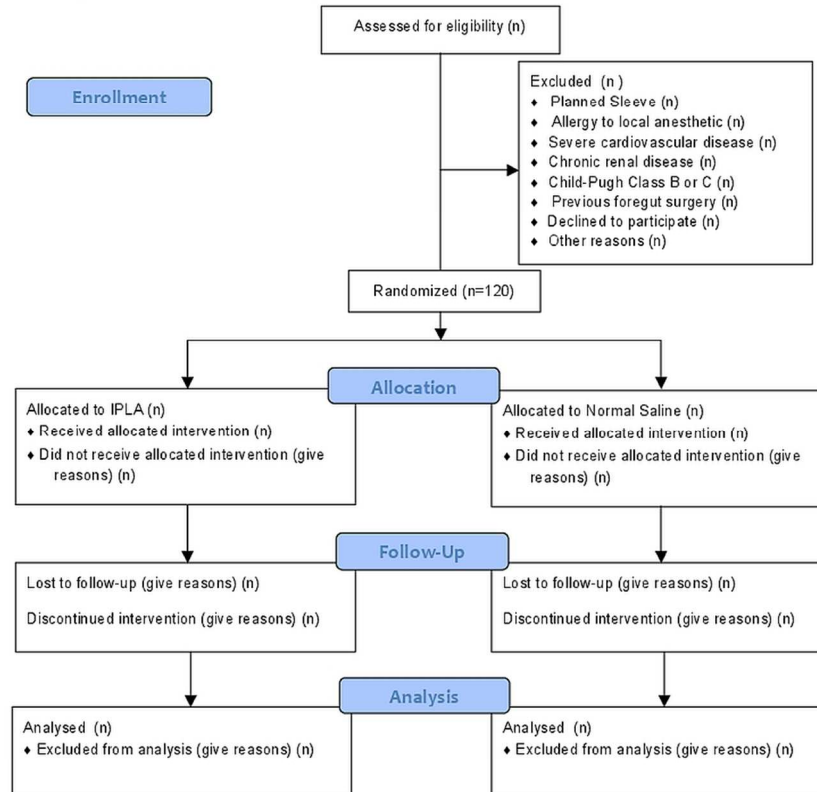 Assessed for eligibility (n)
Enrollment
Excluded (n )
♦ Planned Sleeve (n)
♦ Allergy to local anesthetic (n)
♦ Severe cardiovascular disease (n)
♦ Chronic renal disease (n)
♦ Child-Pugh Class B or C (n)
♦ Previous foregut surgery (n)
♦ Declined to participate (n)
♦ Other reasons (n)
Randomized (n=120)
Allocation
Allocated to IPLA (n)
♦ Received allocated intervention (n)
♦ Did not receive allocated intervention (give
reasons) (n)
Allocated to Normal Saline (n)
♦ Received allocated intervention (n)
♦ Did not receive allocated intervention (give
reasons) (n)
Follow-Up
Lost to follow-up (give reasons) (n)
Discontinued intervention (give reasons) (n)
Lost to follow-up (give reasons) (n)
Discontinued intervention (give reasons) (n)
Analysis
Analysed (n)
♦ Excluded from analysis (give reasons) (n)
Analysed (n)
♦ Excluded from analysis (give reasons) (n)